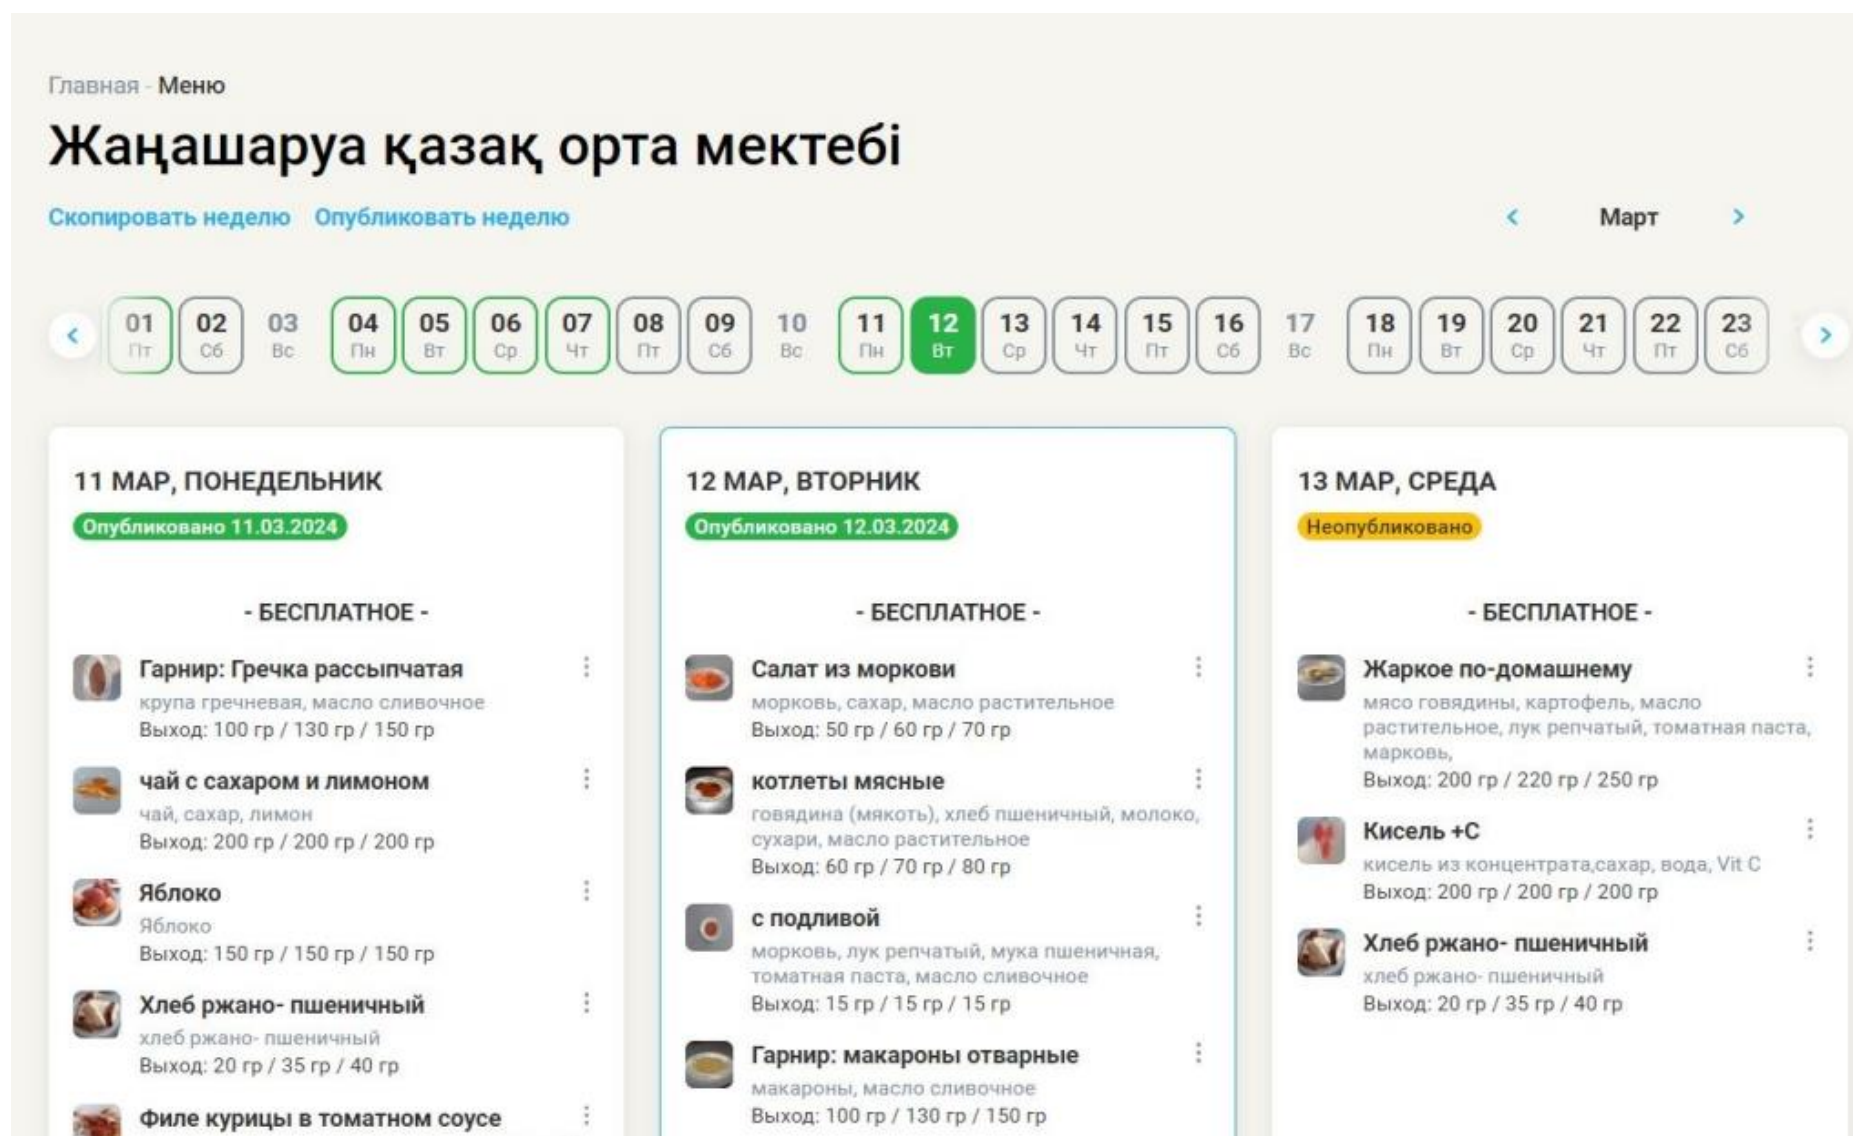 Главная - Меню
Жаңашаруа қазақ орта мектебі
Скопировать неделю Опубликовать неделю
Март
01 02 03 04 05 06 07 08 09 10 11 12 13 14 15 16 17 18 19 20 21 22 23
Пт Сб Вс Пн Вт Ср Чт Пт Сб Вс Пн Вт Ср Чт Пт Сб Вс Пн Вт Ср Чт Пт Сб
11 МАР, ПОНЕДЕЛЬНИК
Опубликовано 11.03.2024
- БЕСПЛАТНОЕ -
Гарнир: Гречка рассыпчатая
крупа гречневая, масло сливочное
Выход: 100 гр / 130 гр / 150 гр
чай с сахаром и лимоном
чай, сахар, лимон
Выход: 200 гр / 200 гр / 200 гр
Яблоко
Яблоко
Выход: 150 гр / 150 гр / 150 гр
Хлеб ржано- пшеничный
хлеб ржано- пшеничный
Выход: 20 гр / 35 гр / 40 гр
Филе курицы в томатном соусе
12 МАР, ВТОРНИК
Опубликовано 12.03.2024
- БЕСПЛАТНОЕ -
Салат из моркови
морковь, сахар, масло растительное
Выход: 50 гр / 60 гр / 70 гр
котлеты мясные
говядина (мякоть), хлеб пшеничный, молоко,
сухари, масло растительное
Выход: 60 гр / 70 гр / 80 гр
с подливой
морковь, лук репчатый, мука пшеничная,
томатная паста, масло сливочное
Выход: 15 гр / 15 гр / 15 гр
Гарнир: макароны отварные
макароны, масло сливочное
Выход: 100 гр / 130 гр / 150 гр
13 МАР, СРЕДА
Неопубликовано
- БЕСПЛАТНОЕ -
Жаркое по-домашнему
мясо говядины, картофель, масло
растительное, лук репчатый, томатная паста,
марковь,
Выход: 200 гр / 220 гр / 250 гр
Кисель +С
кисель из концентрата,сахар, вода, Vit C
Выход: 200 гр / 200 гр / 200 гр
Хлеб ржано- пшеничный
хлеб ржано- пшеничный
Выход: 20 гр / 35 гр / 40 гр